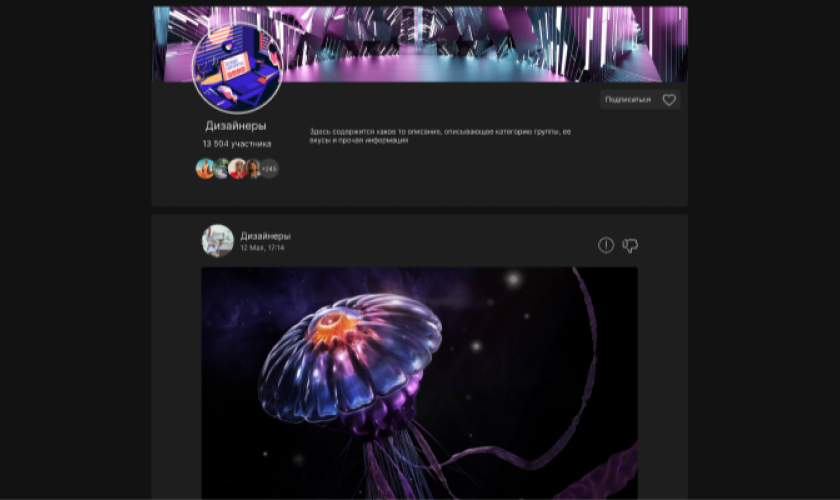 Подписаться
Дизайнеры
13 504 участника
Здесь содержится какое то описание, описывающее категорию группы, ее
вкусы и прочая информация
+245
Дизайнеры
12 Мая, 17:14